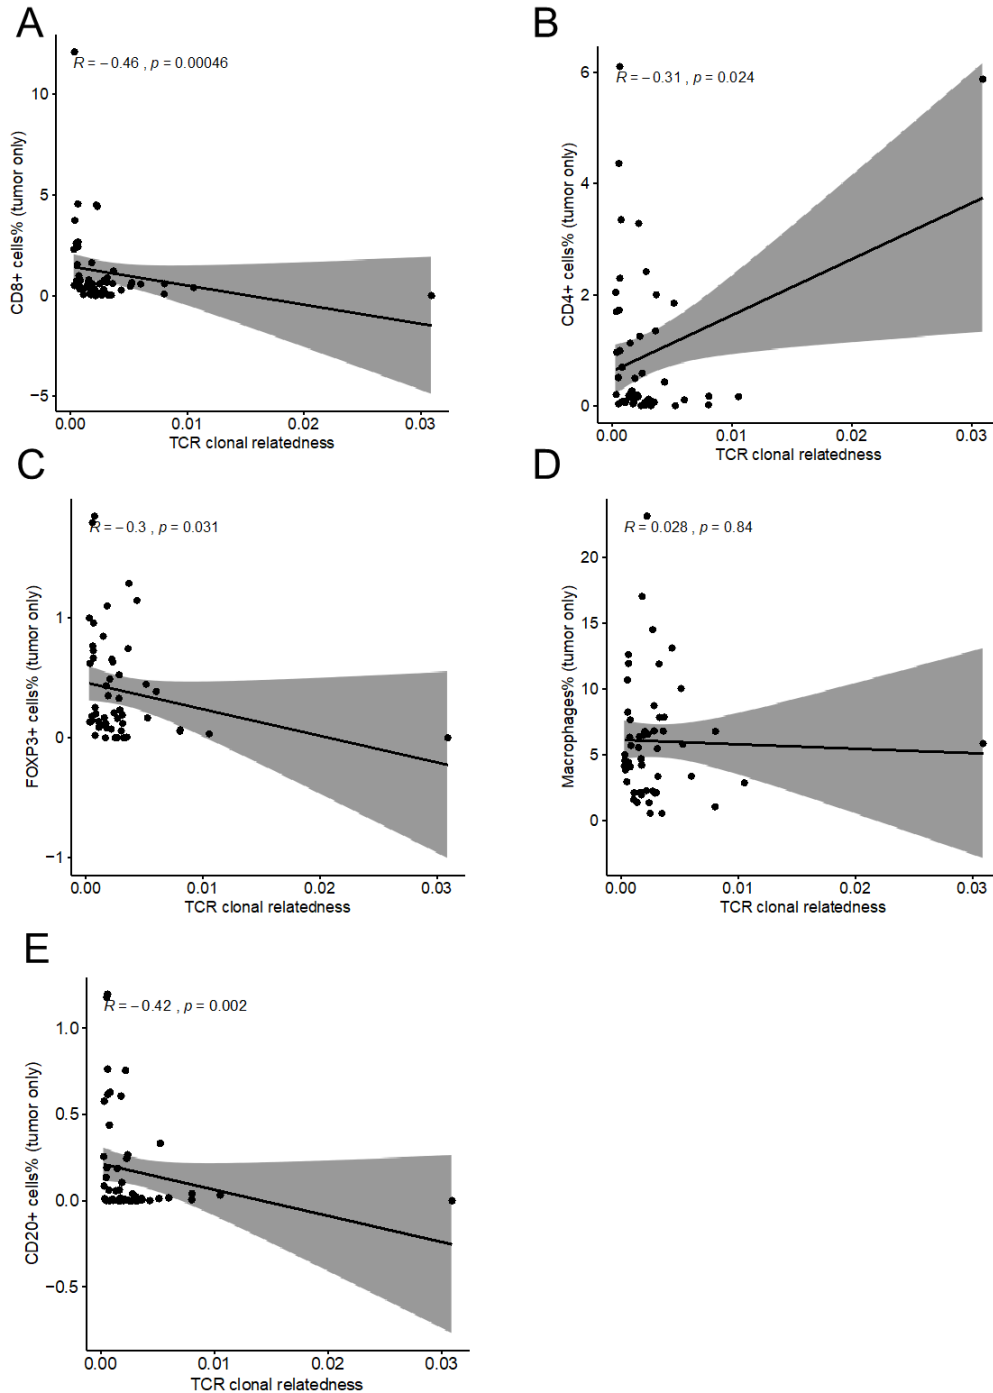 A
R = −0.46 , p = 0.00046
CD8+ cells% (tumor only)
10
5
0
−5
0.00 0.01 0.02 0.03
TCR clonal relatedness
B
R = −0.31 , p = 0.024
CD4+ cells% (tumor only)
6
4
2
0
0.00 0.01 0.02 0.03
TCR clonal relatedness
C
R = −0.3 , p = 0.031
FOXP3+ cells% (tumor only)
1
0
−1
0.00 0.01 0.02 0.03
TCR clonal relatedness
D
R = 0.028 , p = 0.84
Macrophages% (tumor only)
20
15
10
5
0
0.00 0.01 0.02 0.03
TCR clonal relatedness
E
R = −0.42 , p = 0.002
CD20+ cells% (tumor only)
1.0
0.5
0.0
−0.5
0.00 0.01 0.02 0.03
TCR clonal relatedness